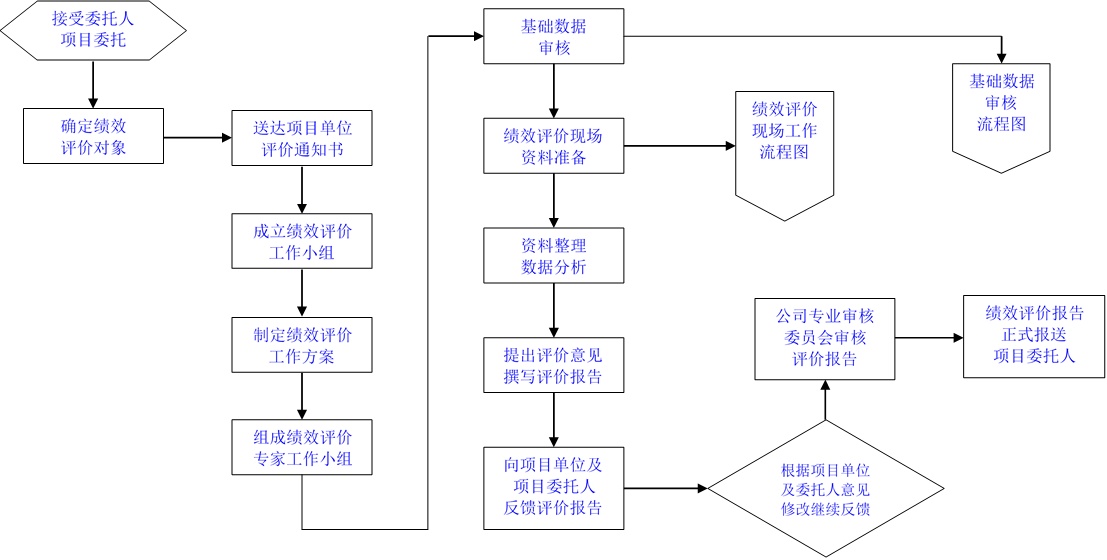 接受委托人
项目委托
确定绩效
评价对象
送达项目单位
评价通知书
成立绩效评价
工作小组
制定绩效评价
工作方案
组成绩效评价
专家工作小组
基础数据
审核
基础数据
审核
流程图
绩效评价现场
资料准备
绩效评价
现场工作
流程图
资料整理
数据分析
提出评价意见
撰写评价报告
向项目单位及
项目委托人
反馈评价报告
根据项目单位
及委托人意见
修改继续反馈
公司专业审核
委员会审核
评价报告
绩效评价报告
正式报送
项目委托人